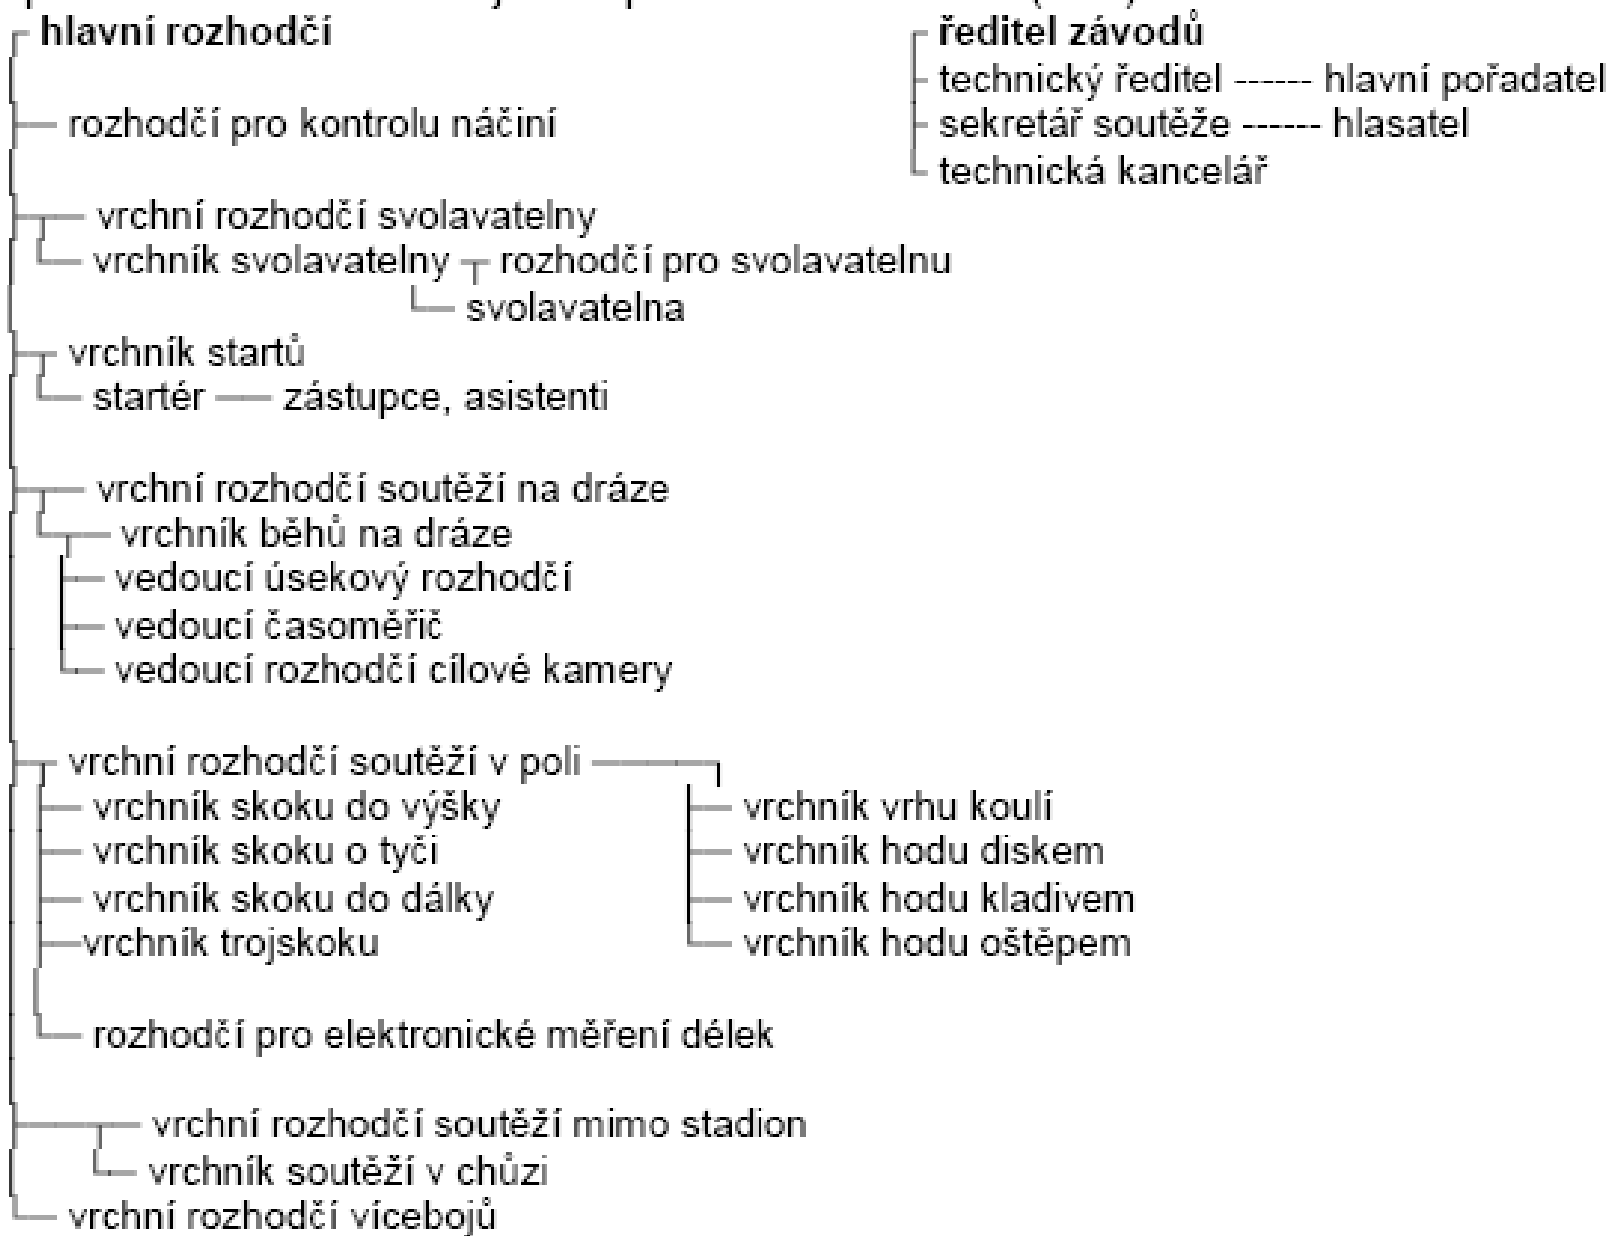 hlavní rozhodčí
ředitel závodů
technický ředitel ------ hlavní pořadatel
rozhodčí pro kontrolu náčiní
sekretář soutěže ------ hlasatel
technická kancelář
vrchní rozhodčí svolavatelny
vrchník svolavatelny rozhodčí pro svolavatelnu
svolavatelna
vrchník startů
startér zástupce, asistenti
vrchní rozhodčí soutěží na dráze
vrchník běhů na dráze
vedoucí úsekový rozhodčí
vedoucí časoměřič
vedoucí rozhodčí cílové kamery
vrchní rozhodčí soutěží v poli
vrchník skoku do výšky
vrchník vrhu koulí
vrchník skoku o tyči
vrchník hodu diskem
vrchník skoku do dálky
vrchník hodu kladivem
vrchník trojskoku
vrchník hodu oštěpem
rozhodčí pro elektronické měření délek
vrchní rozhodčí soutěží mimo stadion
vrchník soutěží v chůzi
vrchní rozhodčí vícebojů